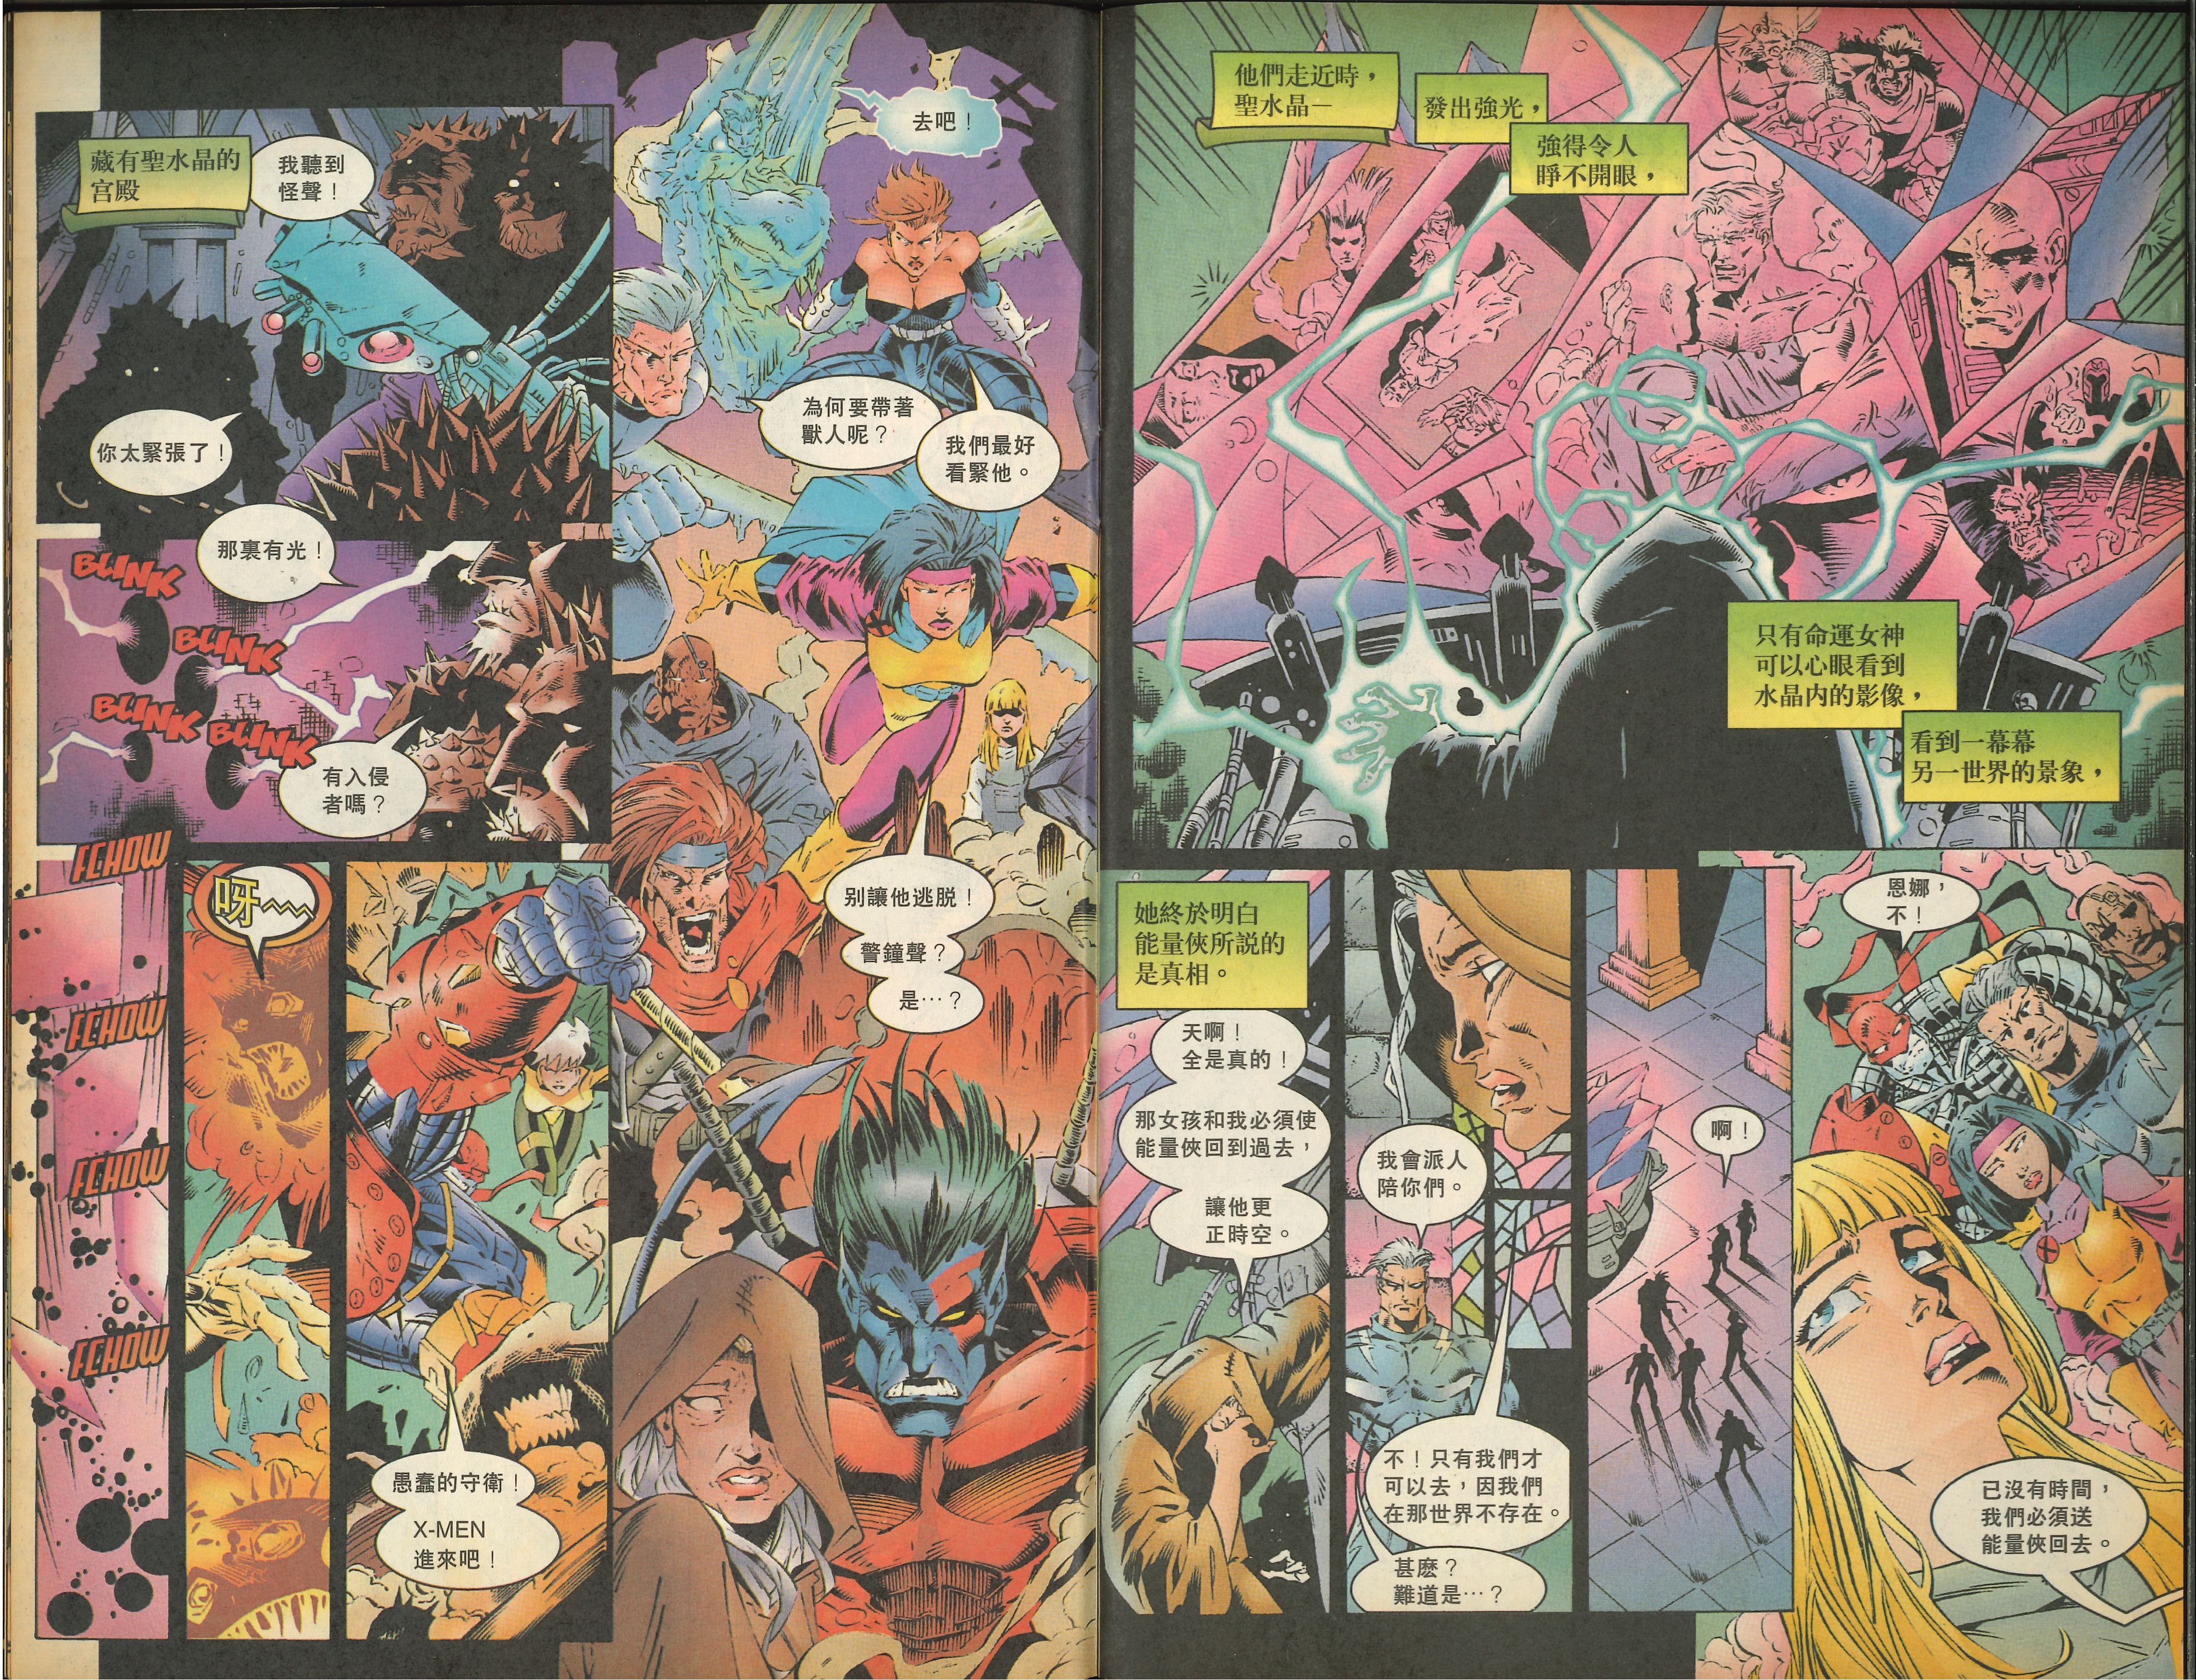 藏有聖水晶的
宮殿
我聽到
怪聲！
你太緊張了！
那裏有光！
BLINK
BLINK
BLINK
BLINK
有入侵
者嗎？
FCHOW
FCHOW
FCHOW
FCHOW
呀~~~
愚蠢的守衛！
X-MEN
進來吧！
去吧！
為何要帶著
獸人呢？
我們最好
看緊他。
別讓他逃脱！
警鐘聲？
是…？
他們走近時，
聖水晶－
發出強光，
強得令人
睜不開眼，
只有命運女神
可以心眼看到
水晶內的影像，
看到一幕幕
另一世界的景象，
她終於明白
能量俠所説的
是真相。
天啊！
全是真的！
那女孩和我必須使
能量俠回到過去，
讓他更
正時空。
我會派人
陪你們。
不！只有我們才
可以去，因我們
在那世界不存在。
甚麽？
難道是…？
啊！
恩娜，
不！
已沒有時間，
我們必須送
能量俠回去。